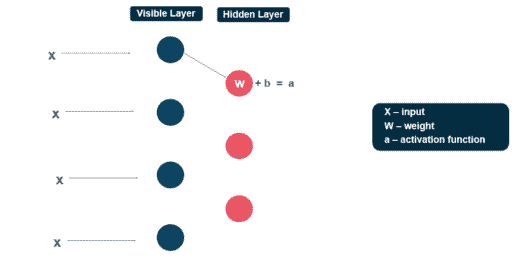 Visible Layer
Hidden Layer
X
W + b = a
X
X
X
X – input
W – weight
a – activation function